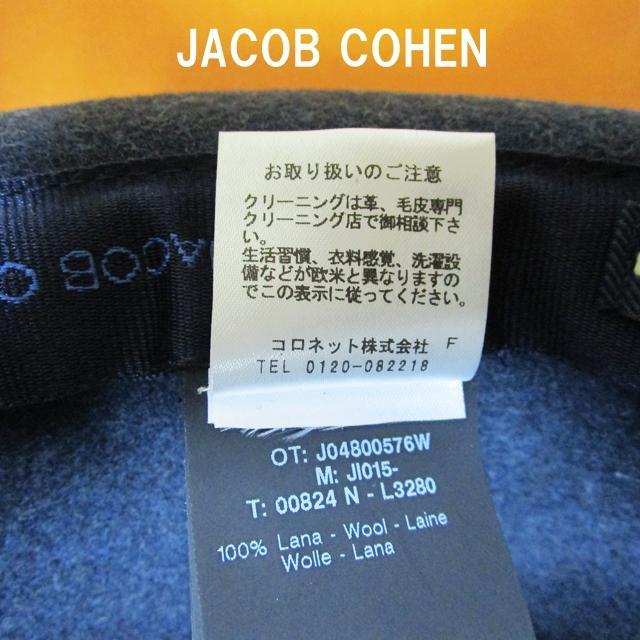 JACOB COHEN
お取り扱いのご注意
クリーニングは革、毛皮専門
クリーニング店で御相談下さ
い。
生活習慣、衣料感覚、洗濯設
備などが欧米と異なりますの
でこの表示に従ってください。
コロネット株式会社 F
TEL 0120-082218
OT: J04800576W
M: JI015-
T: 00824 N - L3280
100% Lana - Wool - Laine
Wolle - Lana